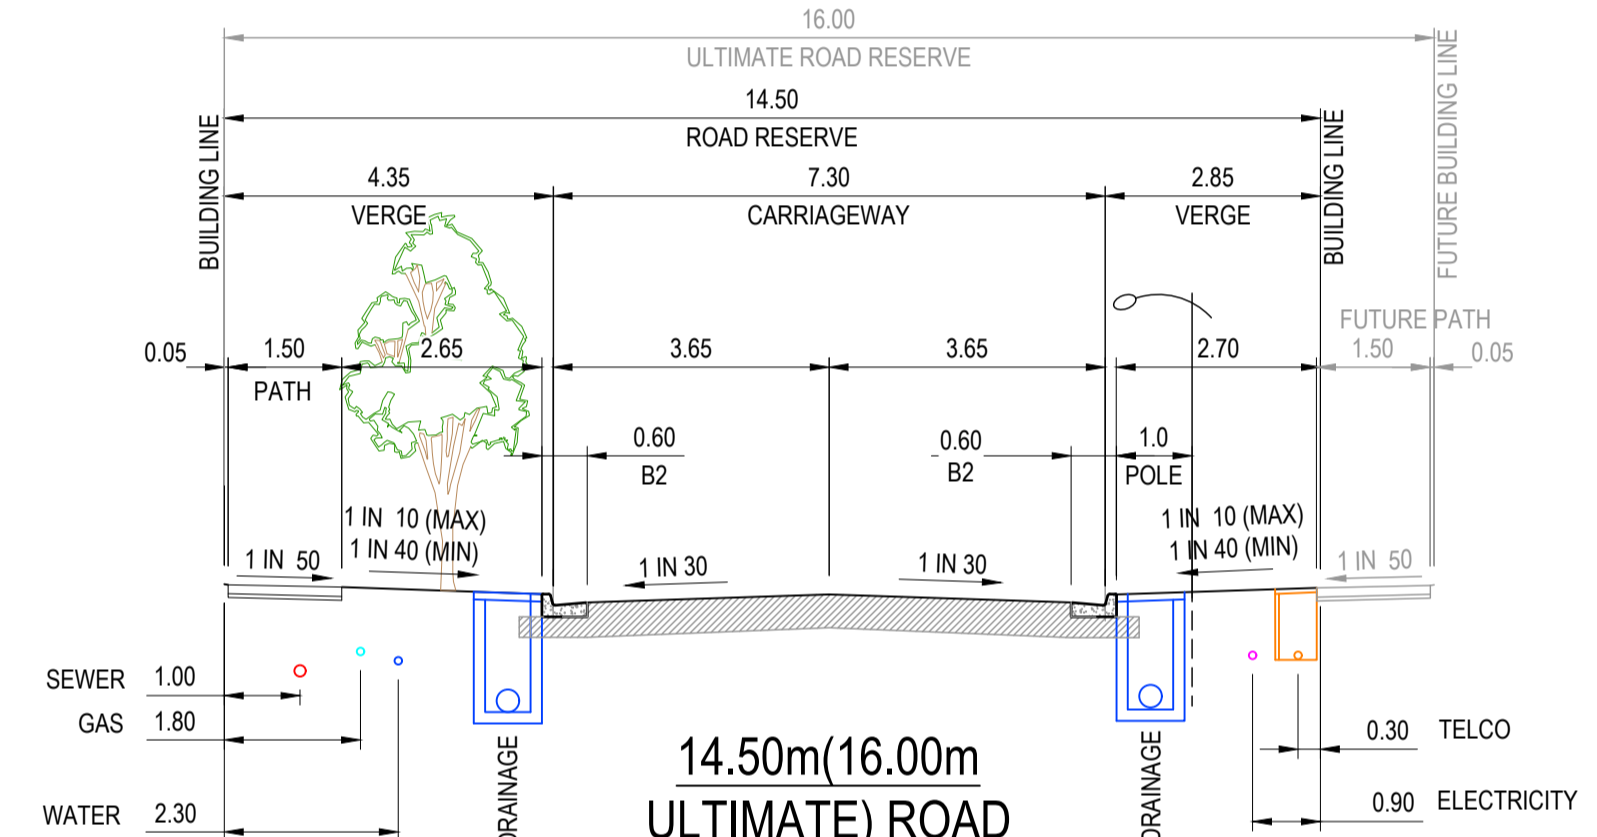 16.00
ULTIMATE ROAD RESERVE
14.50
ROAD RESERVE
BUILDING LINE
BUILDING LINE
FUTURE BUILDING LINE
4.35
7.30
2.85
VERGE
CARRIAGEWAY
VERGE
FUTURE PATH
0.05
1.50
2.65
3.65
3.65
2.70
1.50
0.05
PATH
0.60
0.60
1.0
B2
B2
POLE
1 IN 10 (MAX)
1 IN 10 (MAX)
1 IN 50
1 IN 40 (MIN)
1 IN 30
1 IN 30
1 IN 40 (MIN)
1 IN 50
SEWER 1.00
GAS 1.80
WATER 2.30
DRAINAGE
DRAINAGE
0.30 TELCO
0.90 ELECTRICITY
14.50m(16.00m
ULTIMATE) ROAD